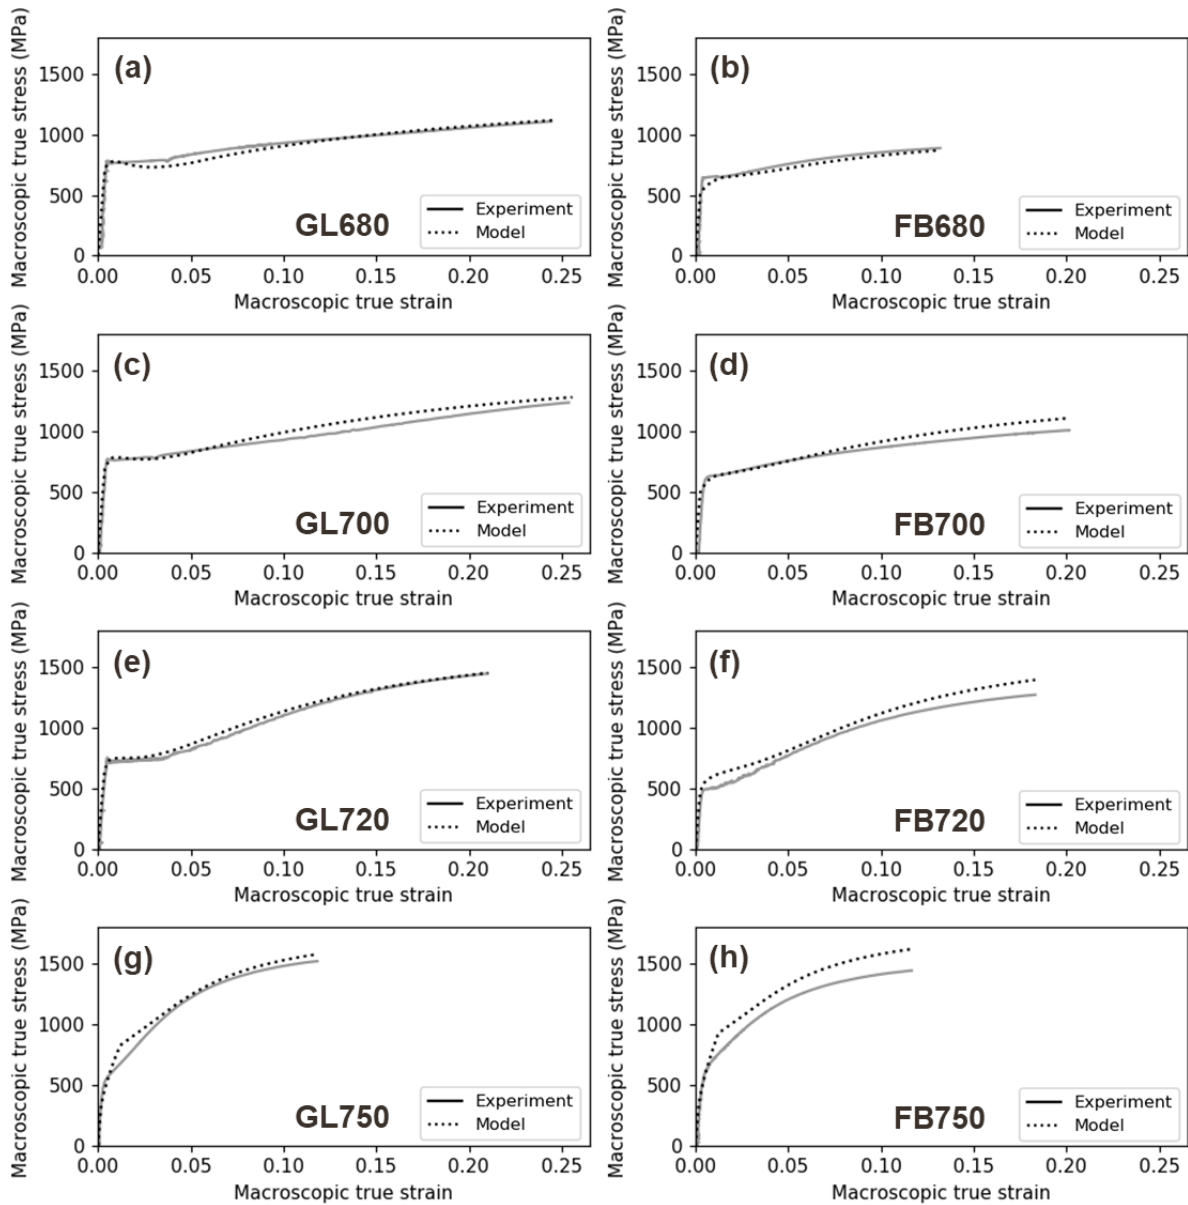 Macroscopic true stress (MPa)
1500
1000
500
0
(a)
GL680
Experiment
Model
0.00 0.05 0.10 0.15 0.20 0.25
Macroscopic true strain
Macroscopic true stress (MPa)
1500
1000
500
0
(b)
FB680
Experiment
Model
0.00 0.05 0.10 0.15 0.20 0.25
Macroscopic true strain
Macroscopic true stress (MPa)
1500
1000
500
0
(c)
GL700
Experiment
Model
0.00 0.05 0.10 0.15 0.20 0.25
Macroscopic true strain
Macroscopic true stress (MPa)
1500
1000
500
0
(d)
FB700
Experiment
Model
0.00 0.05 0.10 0.15 0.20 0.25
Macroscopic true strain
Macroscopic true stress (MPa)
1500
1000
500
0
(e)
GL720
Experiment
Model
0.00 0.05 0.10 0.15 0.20 0.25
Macroscopic true strain
Macroscopic true stress (MPa)
1500
1000
500
0
(f)
FB720
Experiment
Model
0.00 0.05 0.10 0.15 0.20 0.25
Macroscopic true strain
Macroscopic true stress (MPa)
1500
1000
500
0
(g)
GL750
Experiment
Model
0.00 0.05 0.10 0.15 0.20 0.25
Macroscopic true strain
Macroscopic true stress (MPa)
1500
1000
500
0
(h)
FB750
Experiment
Model
0.00 0.05 0.10 0.15 0.20 0.25
Macroscopic true strain